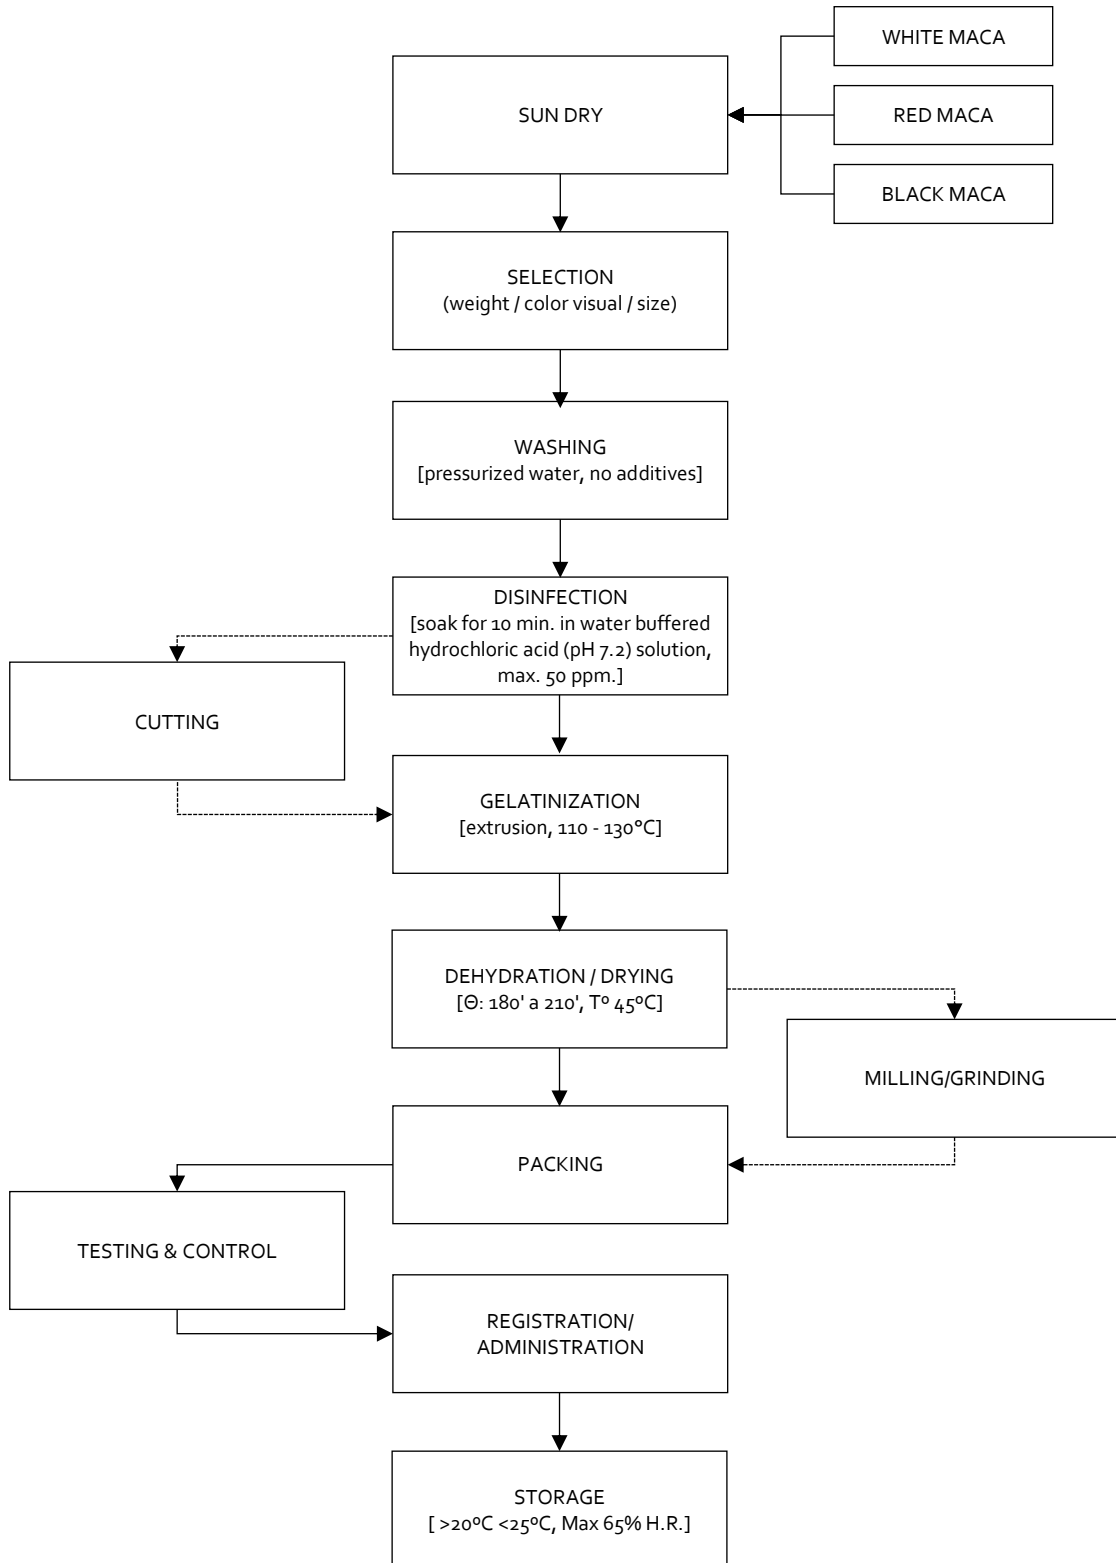 WHITE MACA
SUN DRY
RED MACA
BLACK MACA
SELECTION
(weight / color visual / size)
WASHING
[pressurized water, no additives]
DISINFECTION
[soak for 10 min. in water buffered
hydrochloric acid (pH 7.2) solution,
max. 50 ppm.]
CUTTING
GELATINIZATION
[extrusion, 110 - 130°C]
DEHYDRATION / DRYING
[Θ: 180' a 210', Tº 45ºC]
MILLING/GRINDING
PACKING
TESTING & CONTROL
REGISTRATION/
ADMINISTRATION
STORAGE
[ >20ºC <25ºC, Max 65% H.R.]